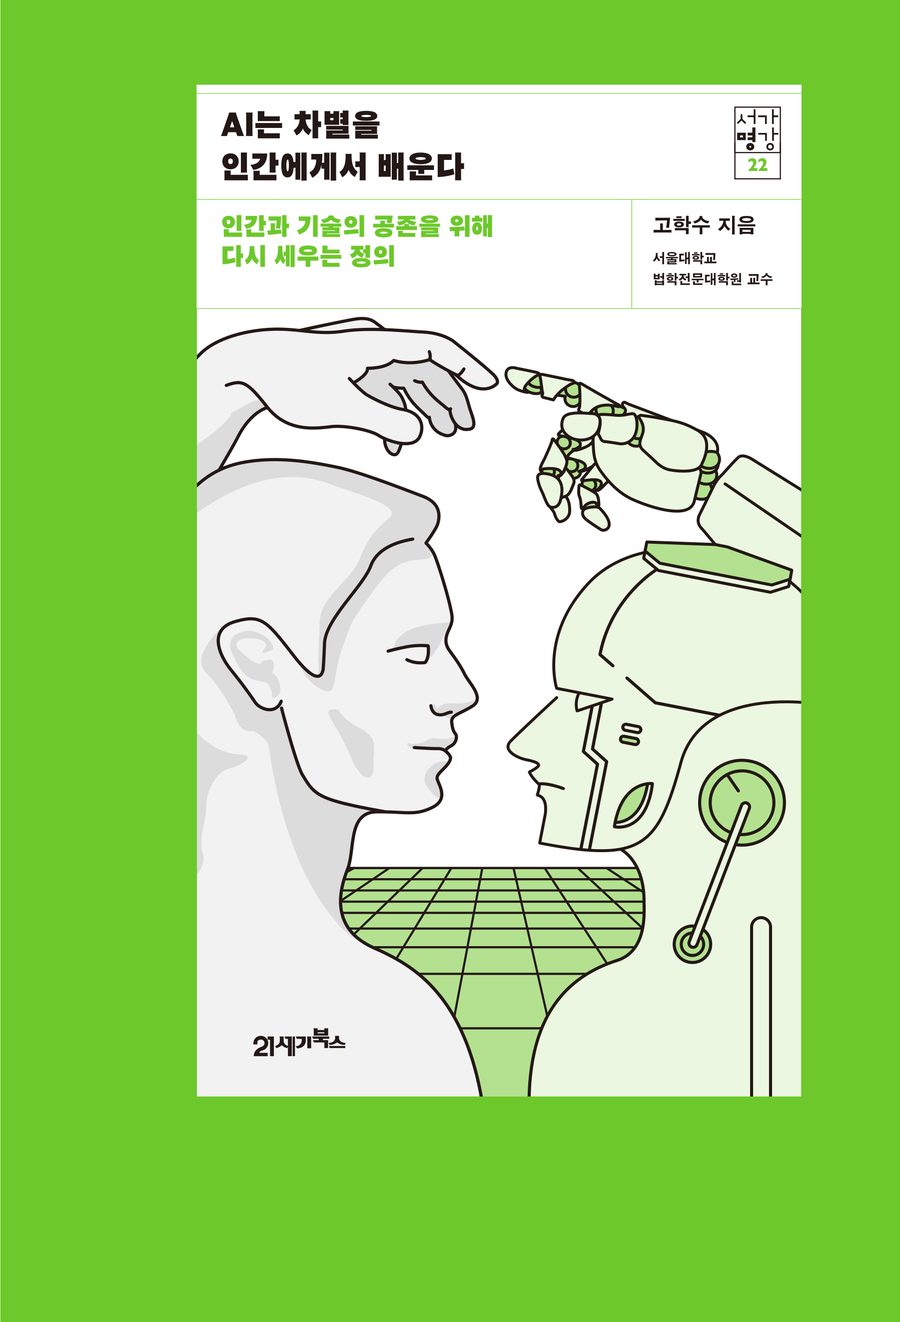 AI는 차별을
인간에게서 배운다
서가
명강
22
인간과 기술의 공존을 위해
다시 세우는 정의
고학수 지음
서울대학교
법학전문대학원 교수
21세기북스